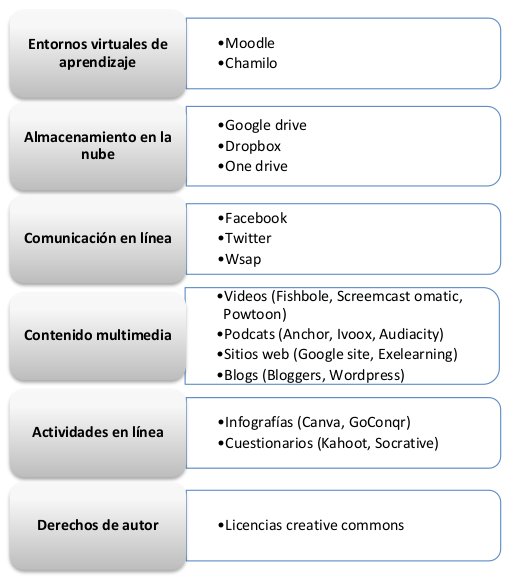 Entornos virtuales de
aprendizaje
•Moodle
•Chamilo
Almacenamiento en la
nube
•Google drive
•Dropbox
•One drive
Comunicación en línea
•Facebook
•Twitter
•Wsap
Contenido multimedia
•Videos (Fishbole, Screemcast omatic,
Powtoon)
•Podcats (Anchor, Ivoox, Audiacity)
•Sitios web (Google site, Exelearning)
•Blogs (Bloggers, Wordpress)
Actividades en línea
•Infografías (Canva, GoConqr)
•Cuestionarios (Kahoot, Socrative)
Derechos de autor
•Licencias creative commons